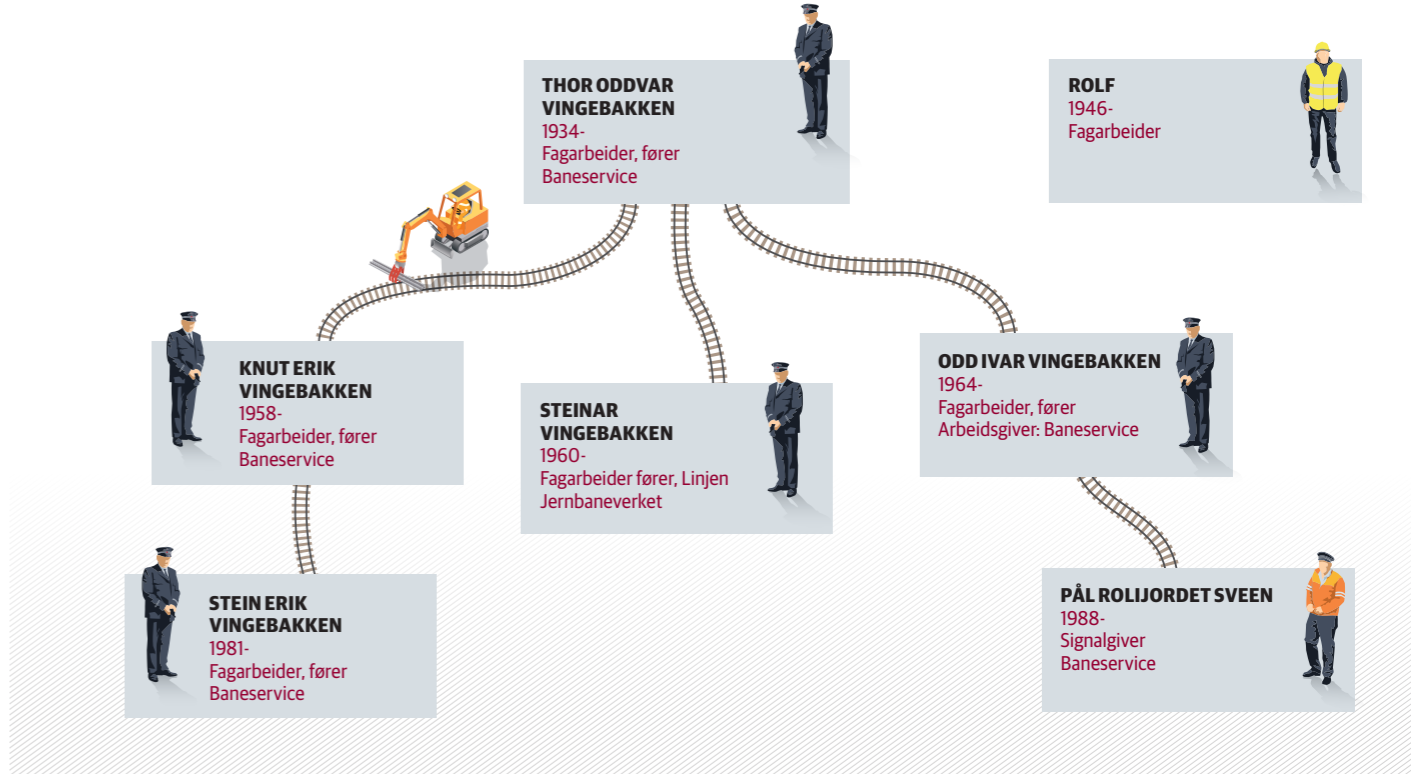 THOR ODDVAR
VINGEBAKKEN
1934-
Fagarbeider, fører
Baneservice
ROLF
1946-
Fagarbeider
KNUT ERIK
VINGEBAKKEN
1958-
Fagarbeider, fører
Baneservice
STEINAR
VINGEBAKKEN
1960-
Fagarbeider fører, Linjen
Jernbaneverket
ODD IVAR VINGEBAKKEN
1964-
Fagarbeider, fører
Arbeidsgiver: Baneservice
STEIN ERIK
VINGEBAKKEN
1981-
Fagarbeider, fører
Baneservice
PÅL ROLIJORDET SVEEN
1988-
Signalgiver
Baneservice